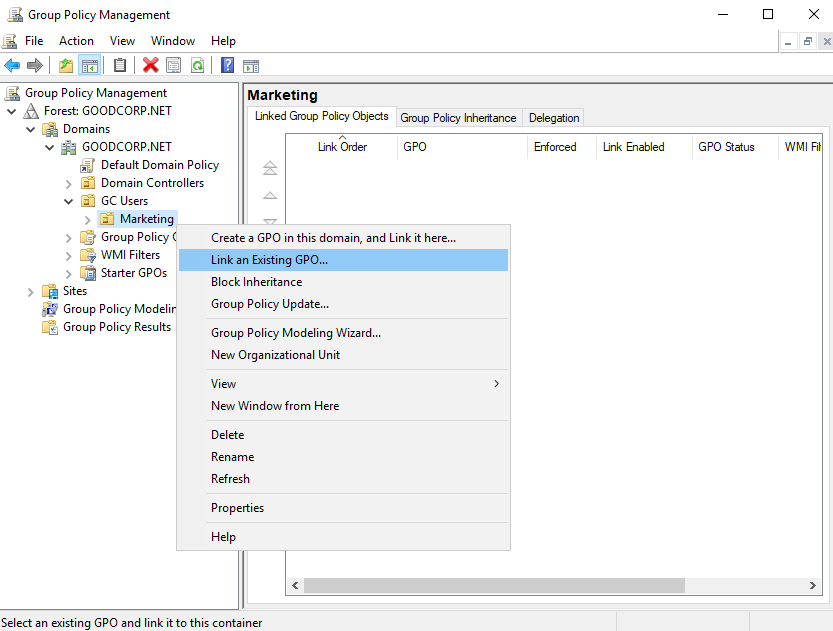 Group Policy Management
File Action View Window Help
Group Policy Management
Forest: GOODCORP.NET
Domains
GOODCORP.NET
Default Domain Policy
Domain Controllers
GC Users
Marketing
Group Policy
WMI Filters
Starter GPOs
Sites
Group Policy Modelin
Group Policy Results
Marketing
Linked Group Policy Objects Group Policy Inheritance Delegation
Link Order GPO Enforced Link Enabled GPO Status WMI Filt
Create a GPO in this domain, and Link it here...
Link an Existing GPO...
Block Inheritance
Group Policy Update...
Group Policy Modeling Wizard...
New Organizational Unit
View
New Window from Here
Delete
Rename
Refresh
Properties
Help
Select an existing GPO and link it to this container